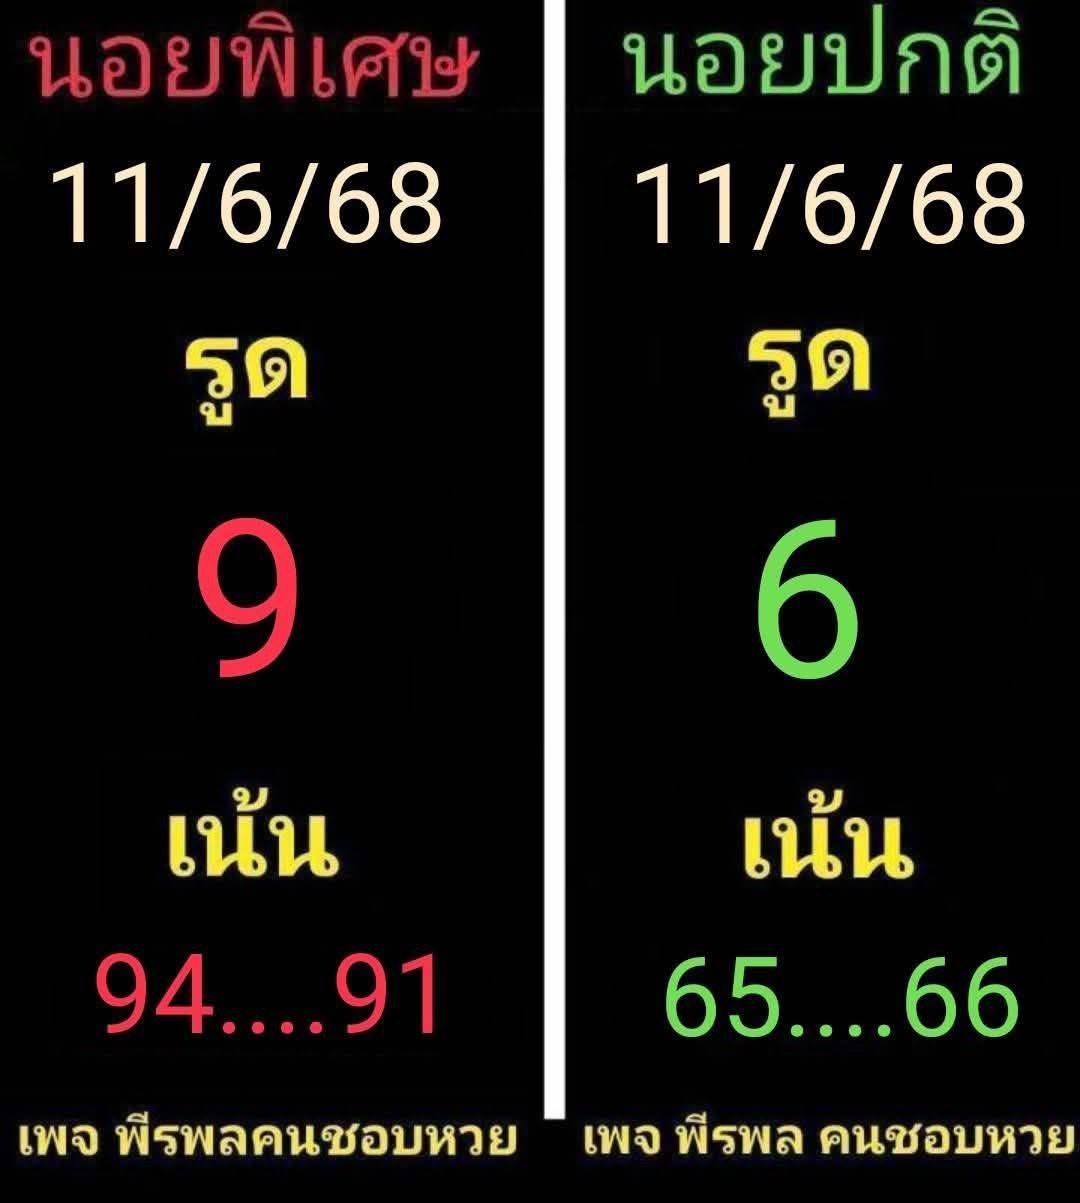 นอยพิเศษ
11/6/68
รูด
9
เน้น
94....91
เพจ พีรพลคนชอบหวย
นอยปกติ
11/6/68
รูด
6
เน้น
65....66
เพจ พีรพล คนชอบหวย